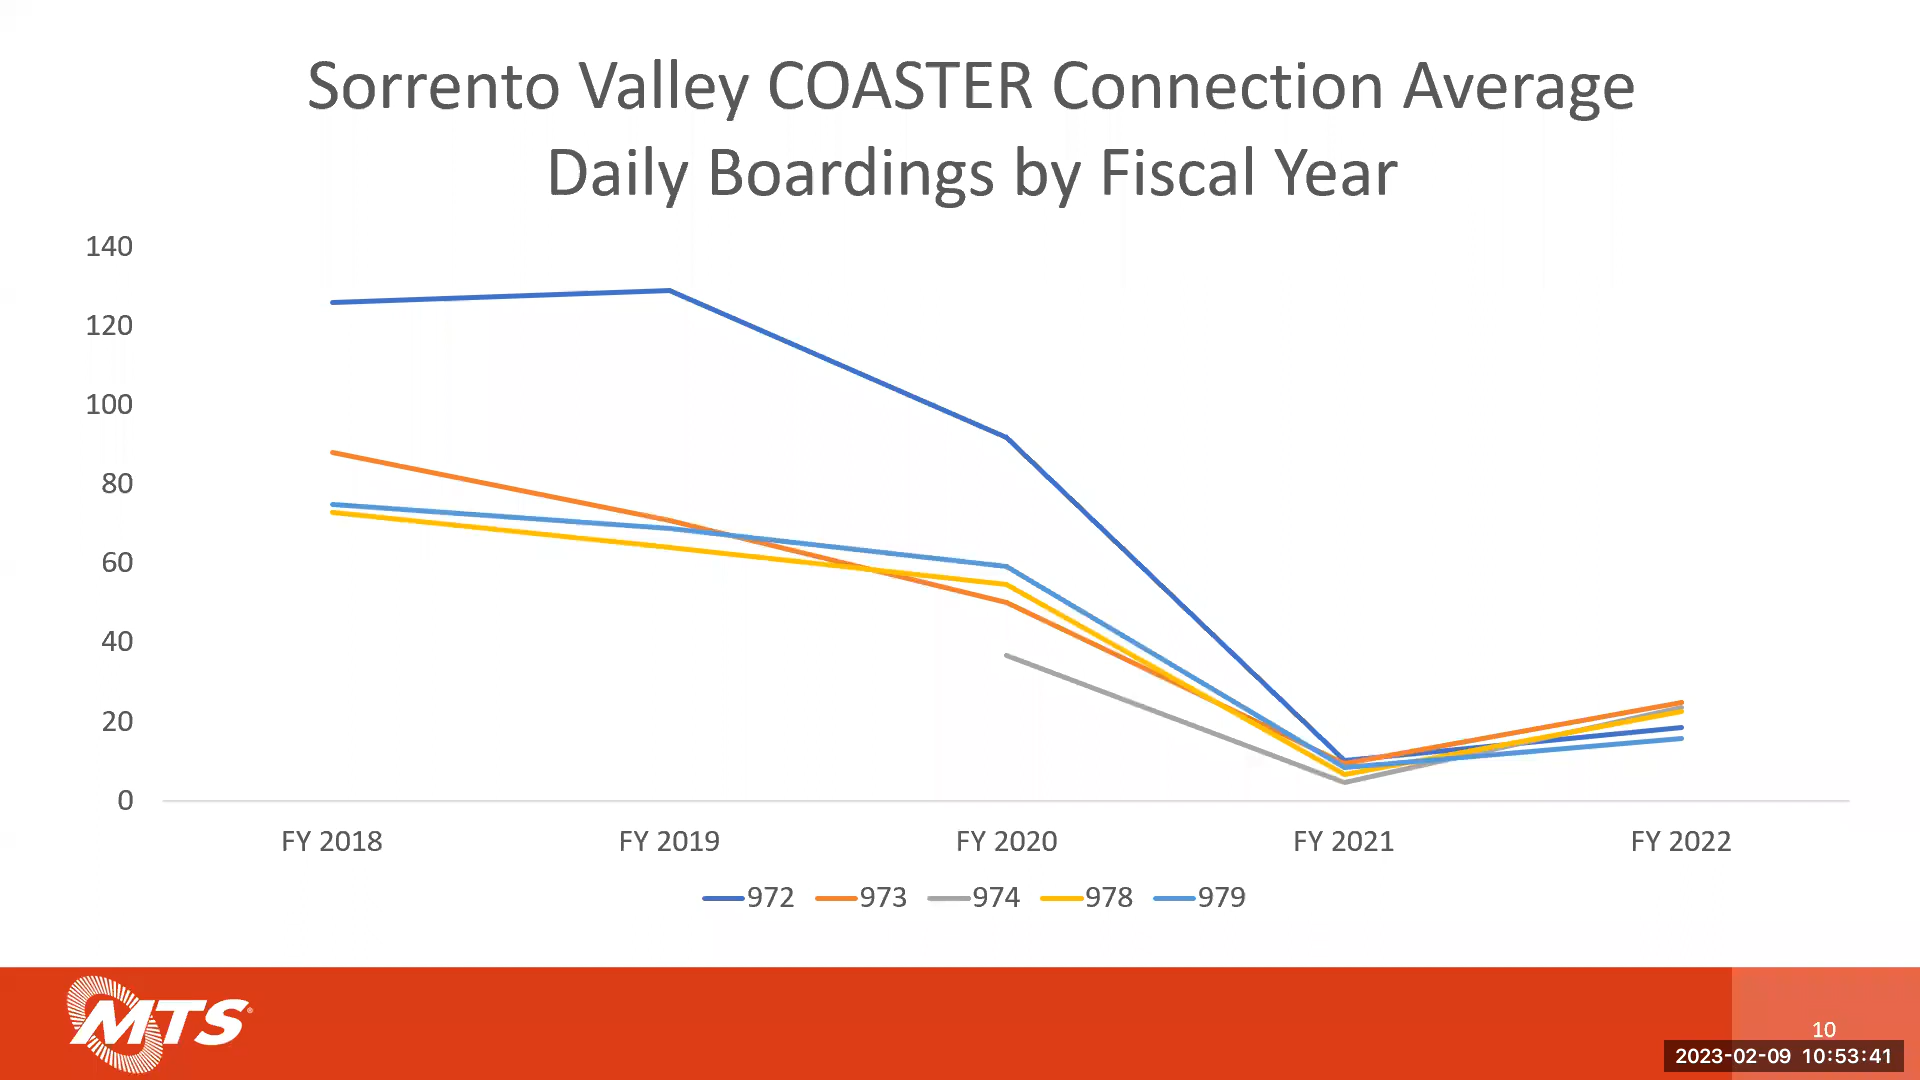 Sorrento Valley COASTER Connection Average
Daily Boardings by Fiscal Year
140
120
100
80
60
40
20
0
FY 2018 FY 2019 FY 2020 FY 2021 FY 2022
972 973 974 978 979
MTS
10
2023-02-09 10:53:41